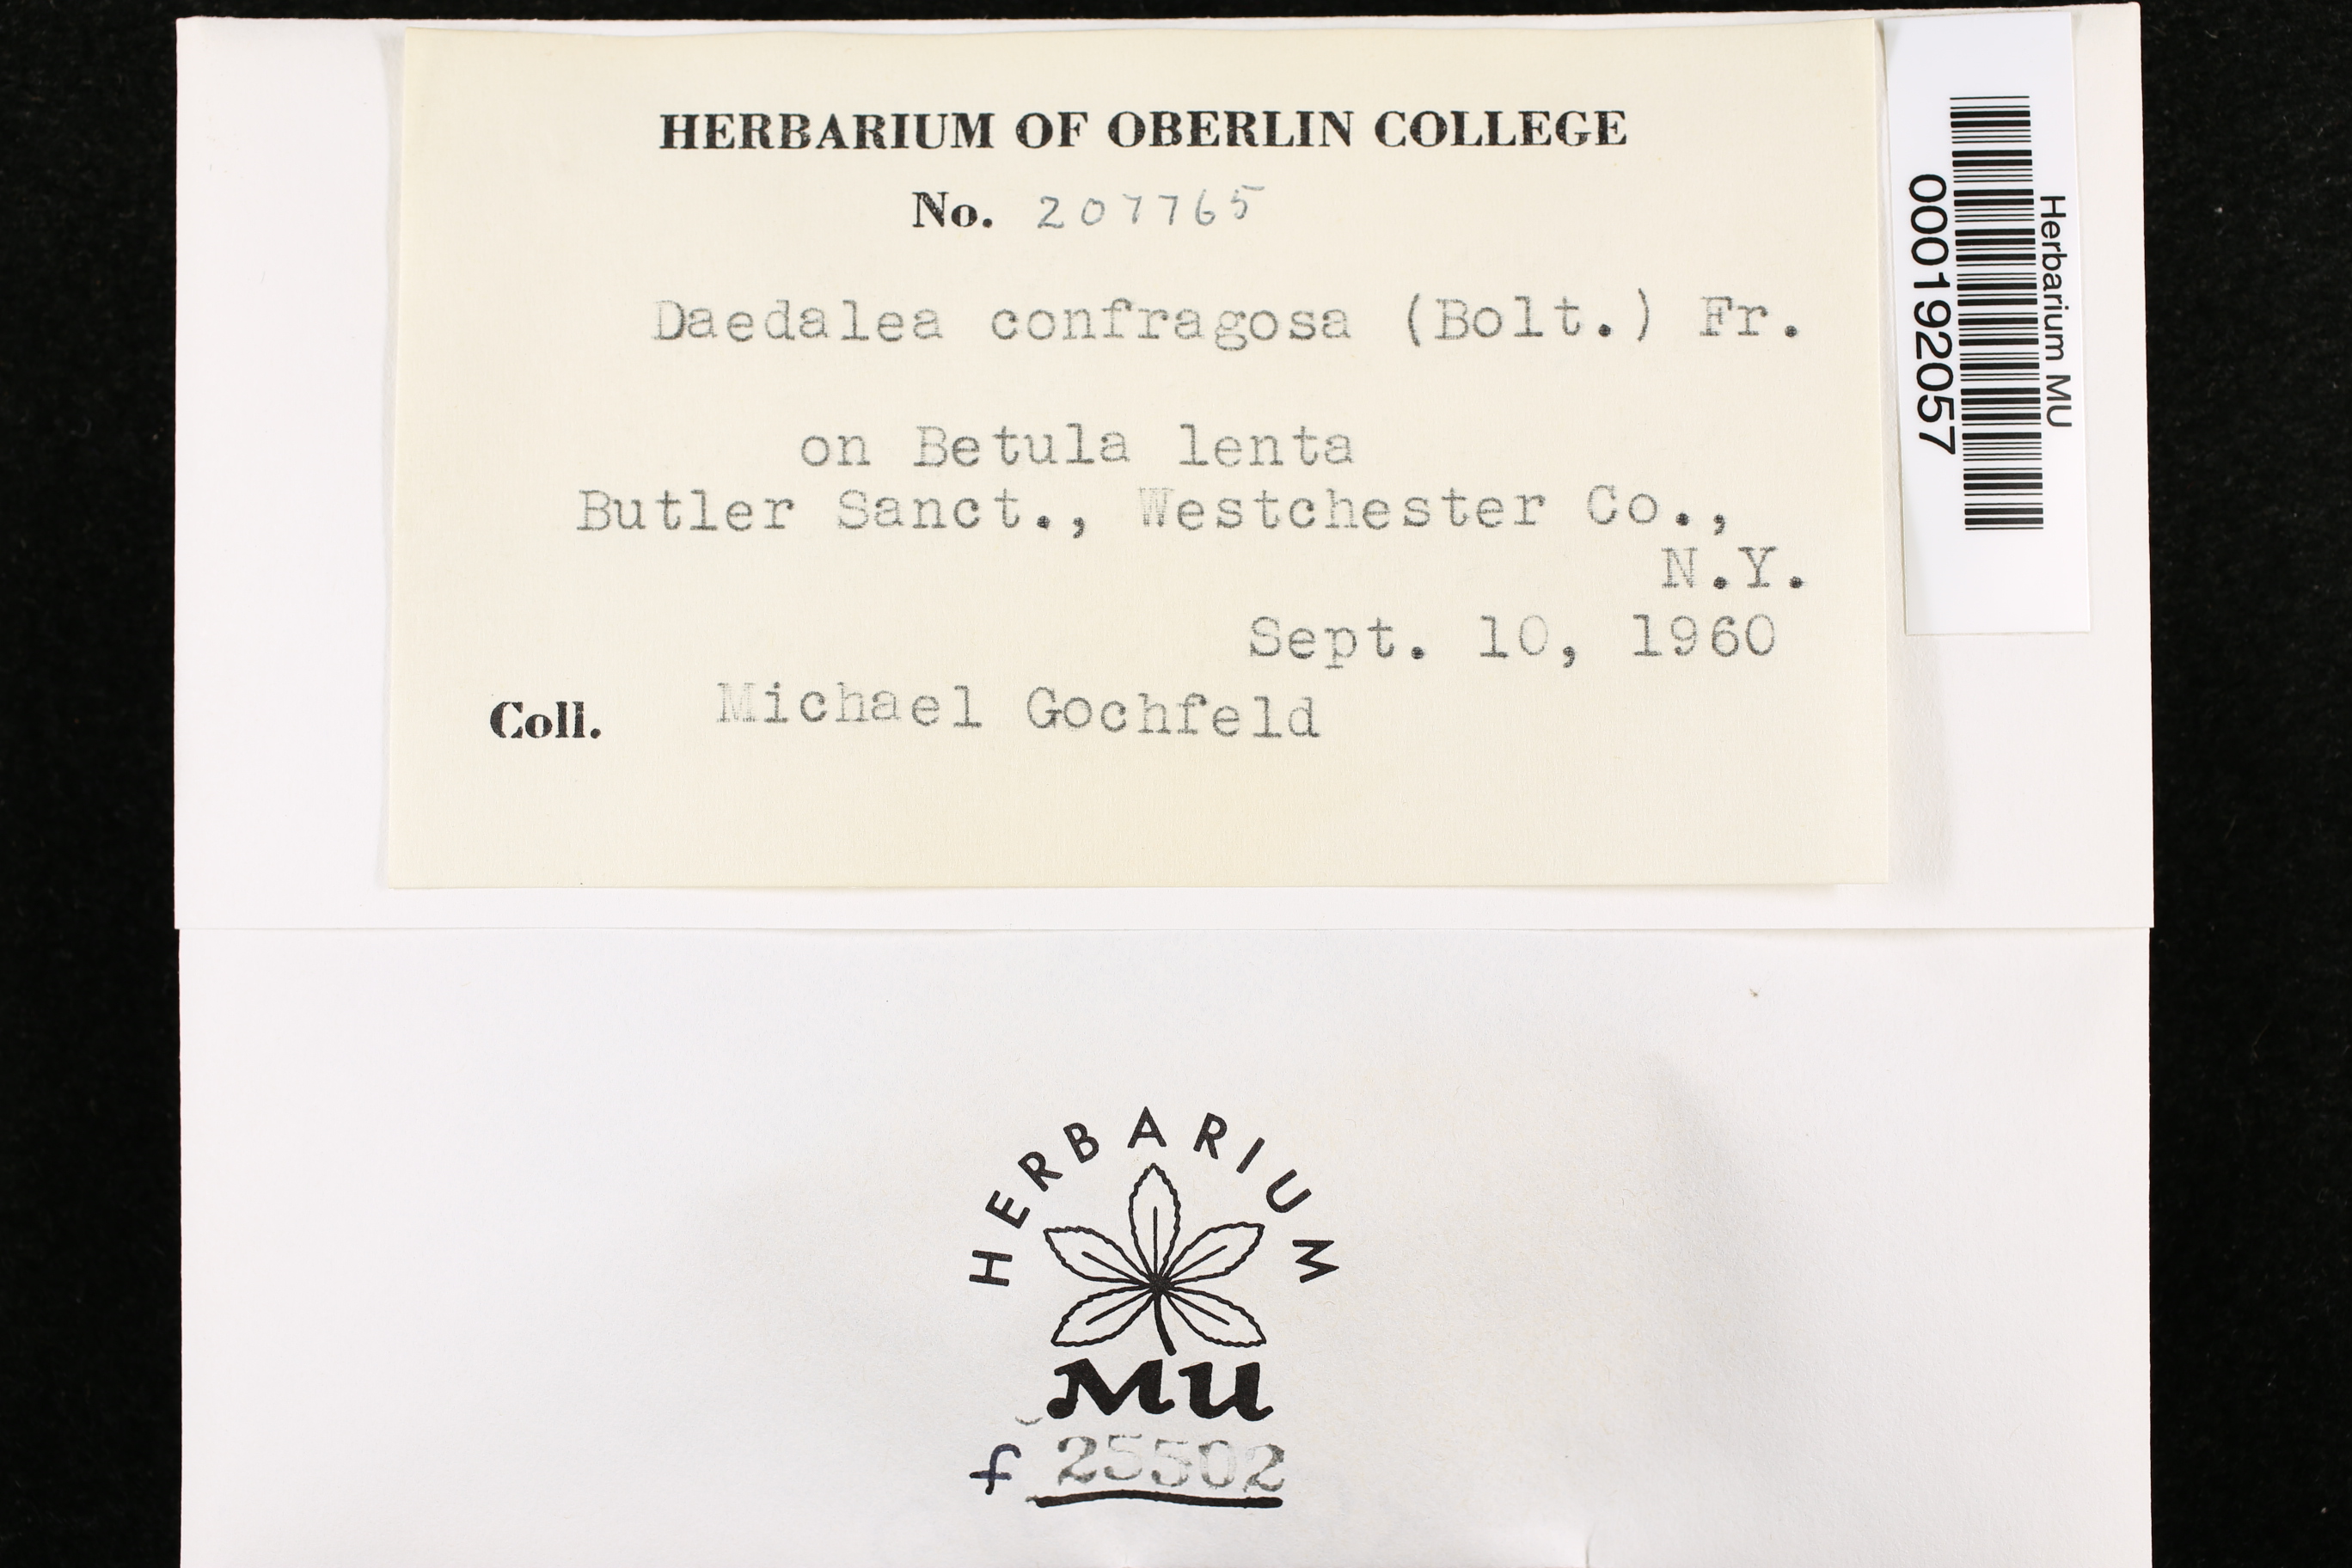 HERBARIUM OF OBERLIN COLLEGE
No. 207765
Daedalea confragosa (Bolt.) Fr.
on Betula lenta
Butler Sanct., Westchester Co.,
N.Y.
Sept. 10, 1960
Coll. Michael Gochfeld
Herbarium MU
000192057
HERBARIUM
MU
f 25502